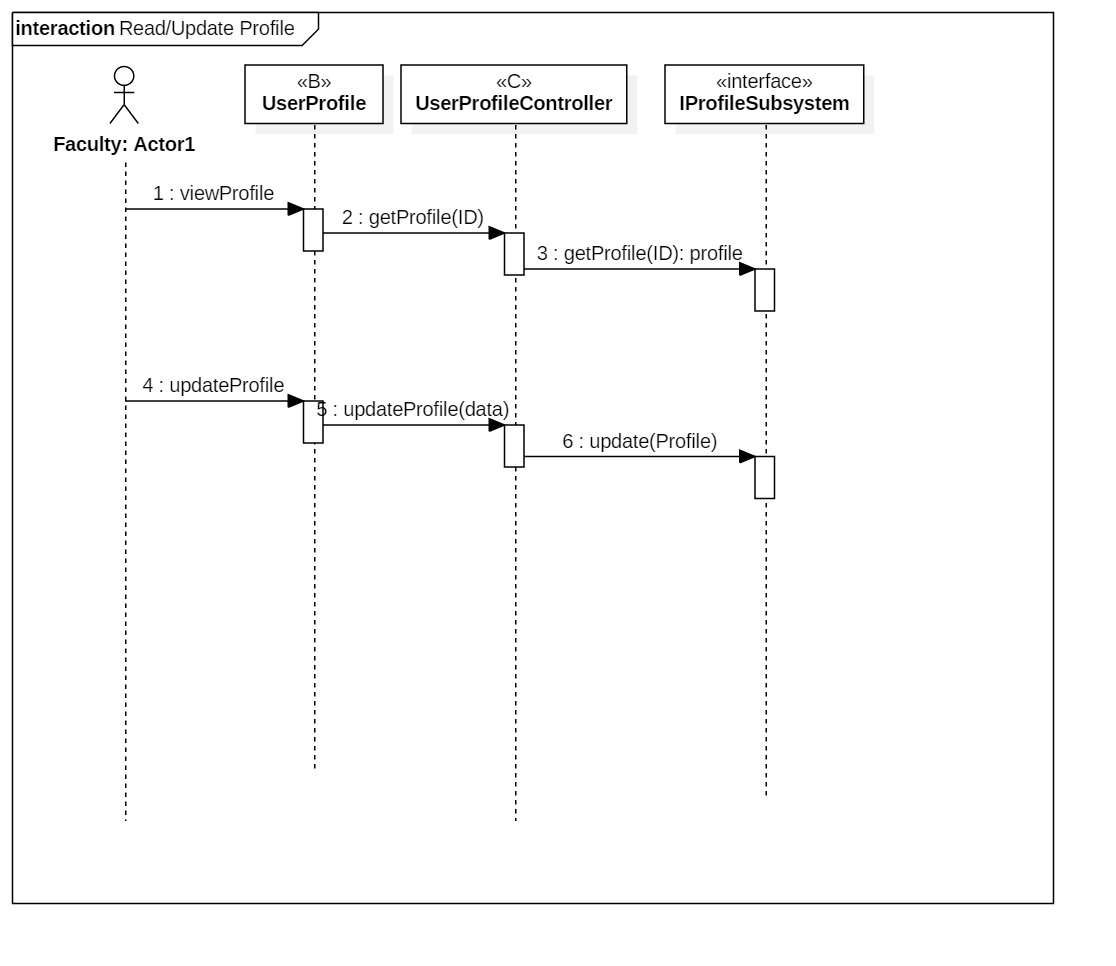 interaction Read/Update Profile
«B»
UserProfile
«C»
UserProfileController
«interface»
IProfileSubsystem
Faculty: Actor1
1 : viewProfile
2 : getProfile(ID)
3 : getProfile(ID): profile
4 : updateProfile
5 : updateProfile(data)
6 : update(Profile)